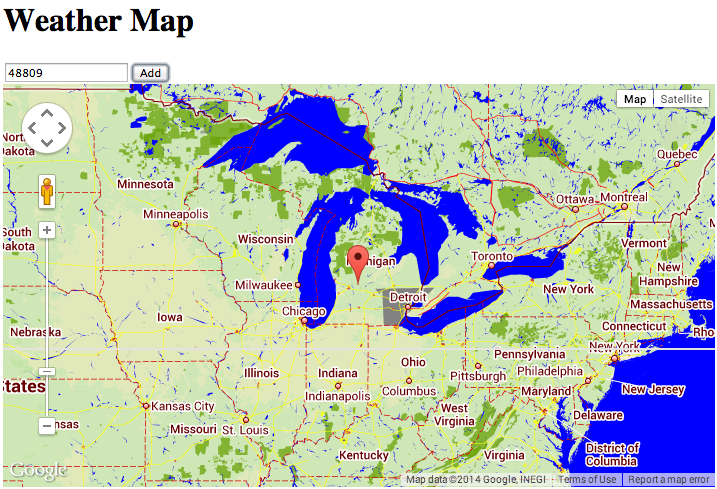 Weather Map
48809 Add
Map Satellite
North
Dakota
Quebec
Minnesota
Ottawa Montreal
Minneapolis
South
Dakota
Wisconsin
Vermont
Toronto
New
Hampshire
Milwaukee
New York
Detroit
Massachusetts
Chicago
Iowa
Connecticut
Nebraska
New York
Pennsylvania
Ohio
Illinois
Indiana
Pittsburgh
Philadelphia
States
Indianapolis
Columbus
Maryland
New Jersey
Kansas City
West
Virginia
Delaware
nsas
Missouri
St. Louis
District of
Columbia
Kentucky
Virginia
Google
Map data ©2014 Google, INEGI
Terms of Use
Report a map error